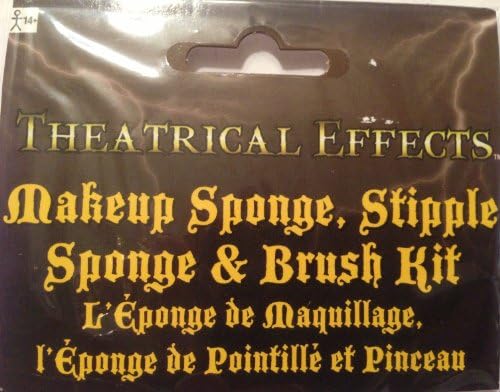 14+
THEATRICAL EFFECTS
Makeup Sponge, Stipple
Sponge & Brush Kit
L'Éponge de Maquillage,
l'Éponge de Pointillé et Pinceau